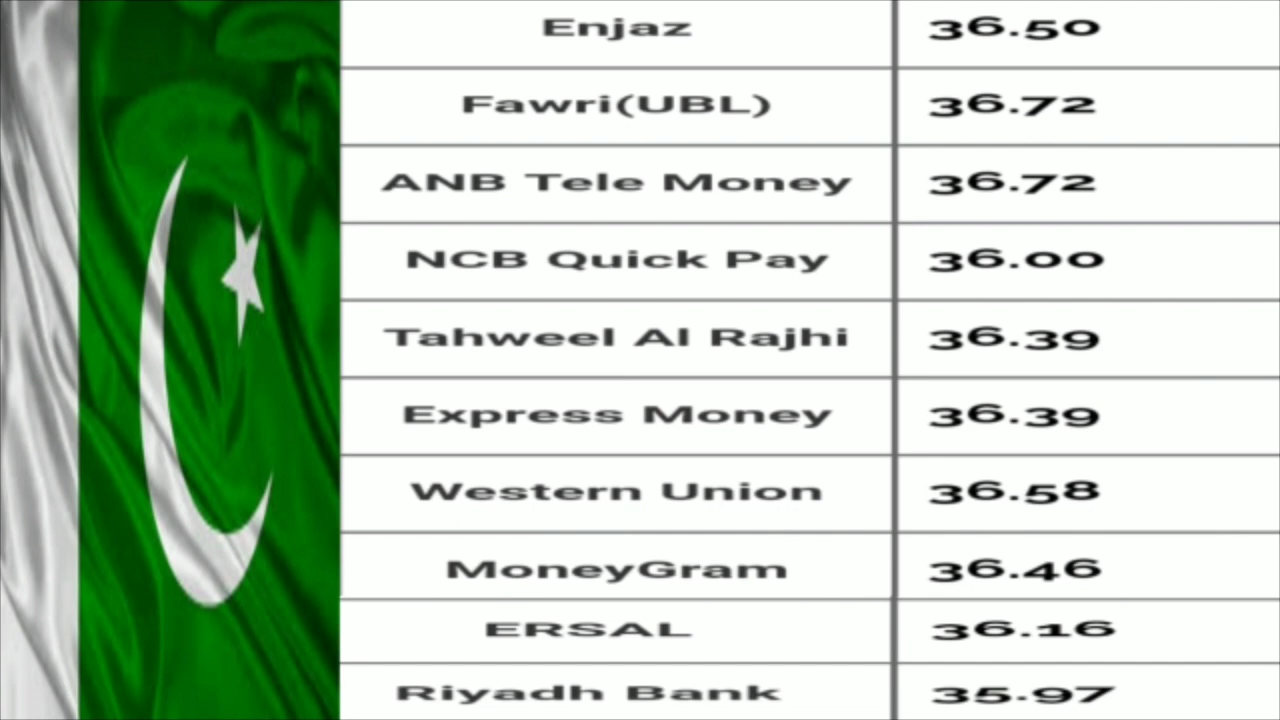 Enjaz 36.50
Fawri(UBL) 36.72
ANB Tele Money 36.72
NCB Quick Pay 36.00
Tahweel Al Rajhi 36.39
Express Money 36.39
Western Union 36.58
MoneyGram 36.46
ERSAL 36.16
Riyadh Bank 35.97